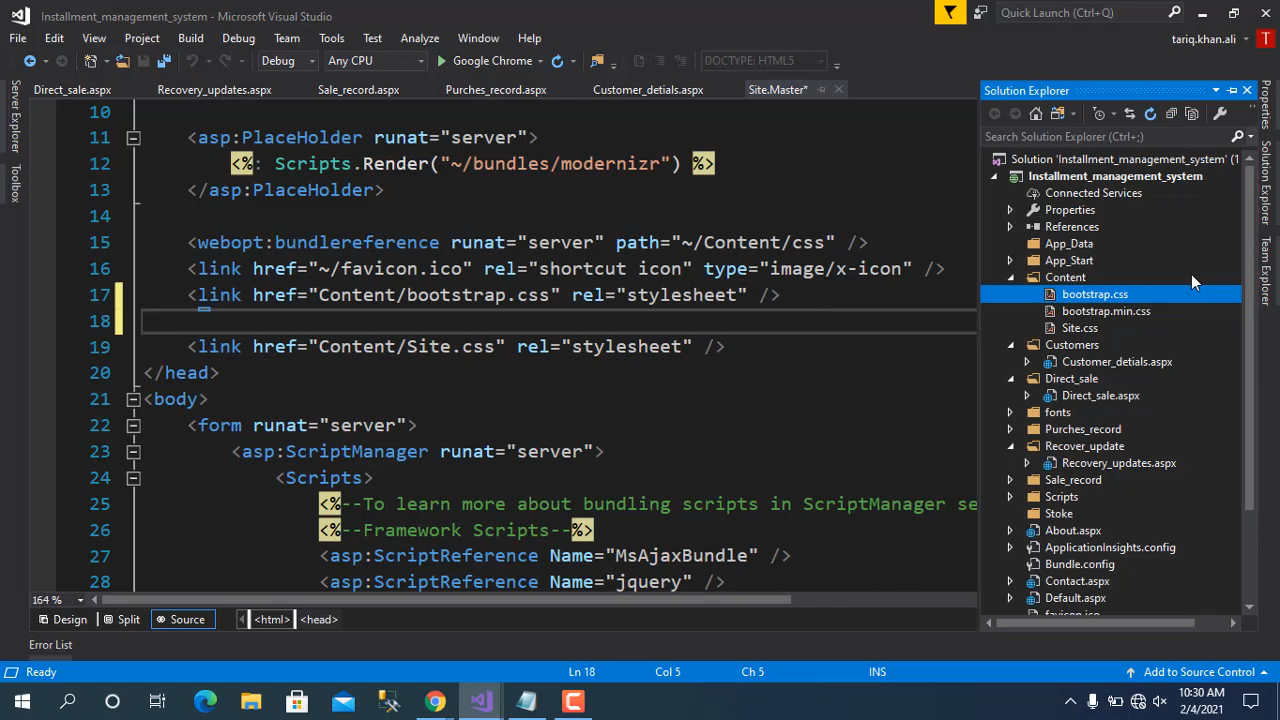 Installment_management_system - Microsoft Visual Studio
Quick Launch (Ctrl+Q)
File Edit View Project Build Debug Team Tools Test Analyze Window Help
tariq.khan.ali T
Debug Any CPU Google Chrome DOCTYPE: HTML5
Direct_sale.aspx Recovery_updates.aspx Sale_record.aspx Purches_record.aspx Customer_detials.aspx Site.Master*
Server Explorer
Toolbox
10
11 <asp:PlaceHolder runat="server">
12 <%: Scripts.Render("~/bundles/modernizr") %>
13 </asp:PlaceHolder>
14
15 <webopt:bundlereference runat="server" path="~/Content/css" />
16 <link href="~/favicon.ico" rel="shortcut icon" type="image/x-icon" />
17 <link href="Content/bootstrap.css" rel="stylesheet" />
18
19 <link href="Content/Site.css" rel="stylesheet" />
20 </head>
21 <body>
22 <form runat="server">
23 <asp:ScriptManager runat="server">
24 <Scripts>
25 <%--To learn more about bundling scripts in ScriptManager se
26 <%--Framework Scripts--%>
27 <asp:ScriptReference Name="MsAjaxBundle" />
28 <asp:ScriptReference Name="jquery" />
164 %
Design Split Source <html> <head>
Solution Explorer
Search Solution Explorer (Ctrl+;)
Solution 'Installment_management_system' (1
Installment_management_system
Connected Services
Properties
References
App_Data
App_Start
Content
bootstrap.css
bootstrap.min.css
Site.css
Customers
Customer_detials.aspx
Direct_sale
Direct_sale.aspx
fonts
Purches_record
Recover_update
Recovery_updates.aspx
Sale_record
Scripts
Stoke
About.aspx
ApplicationInsights.config
Bundle.config
Contact.aspx
Default.aspx
favicon.ico
Properties
Solution Explorer
Team Explorer
Error List
Ready Ln 18 Col 5 Ch 5 INS Add to Source Control
10:30 AM
2/4/2021